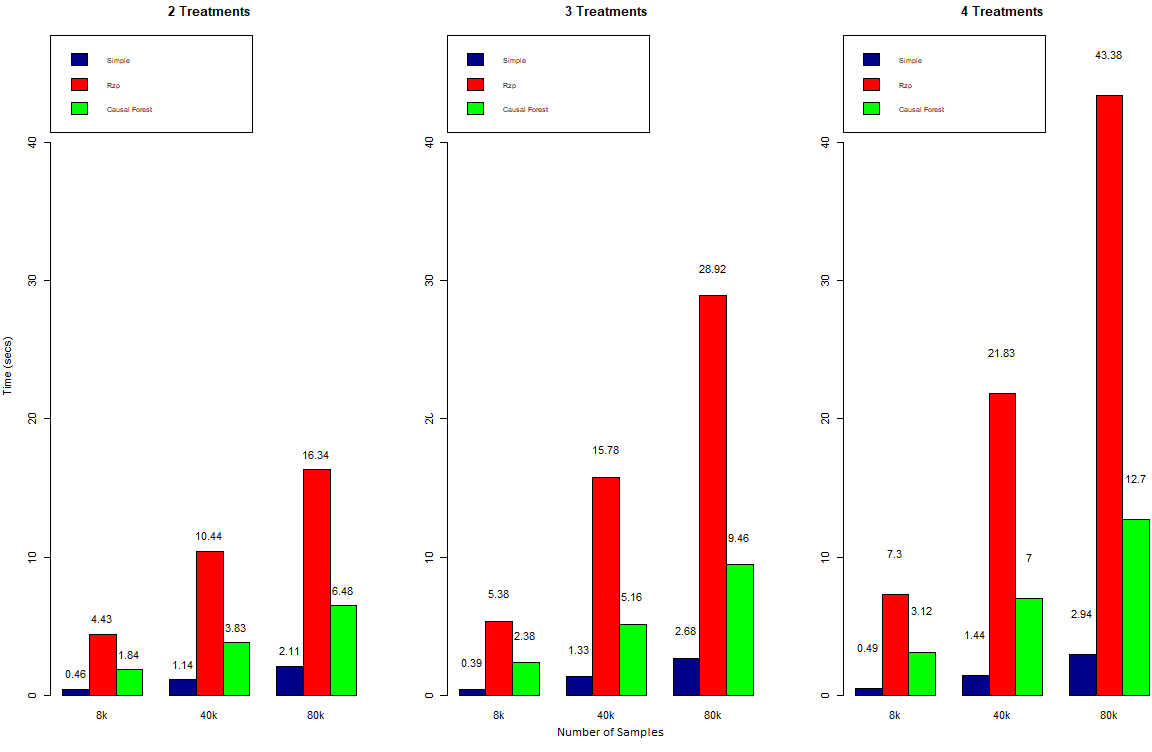 2 Treatments
Simple
Rzp
Causal Forest
40
30
20
10
0
Time (secs)
0.46
4.43
1.84
1.14
10.44
3.83
2.11
16.34
6.48
8k
40k
80k
3 Treatments
Simple
Rzp
Causal Forest
40
30
20
10
0
0.39
5.38
2.38
1.33
15.78
5.16
2.68
28.92
9.46
8k
40k
80k
Number of Samples
4 Treatments
Simple
Rzp
Causal Forest
40
30
20
10
0
0.49
7.3
3.12
1.44
21.83
7
2.94
43.38
12.7
8k
40k
80k